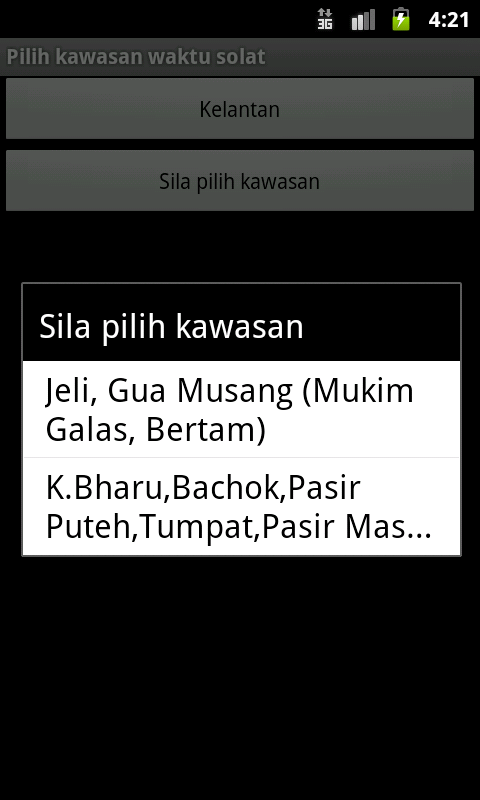 3G 4:21
Pilih kawasan waktu solat
Kelantan
Sila pilih kawasan
Sila pilih kawasan
Jeli, Gua Musang (Mukim
Galas, Bertam)
K.Bharu,Bachok,Pasir
Puteh,Tumpat,Pasir Mas...